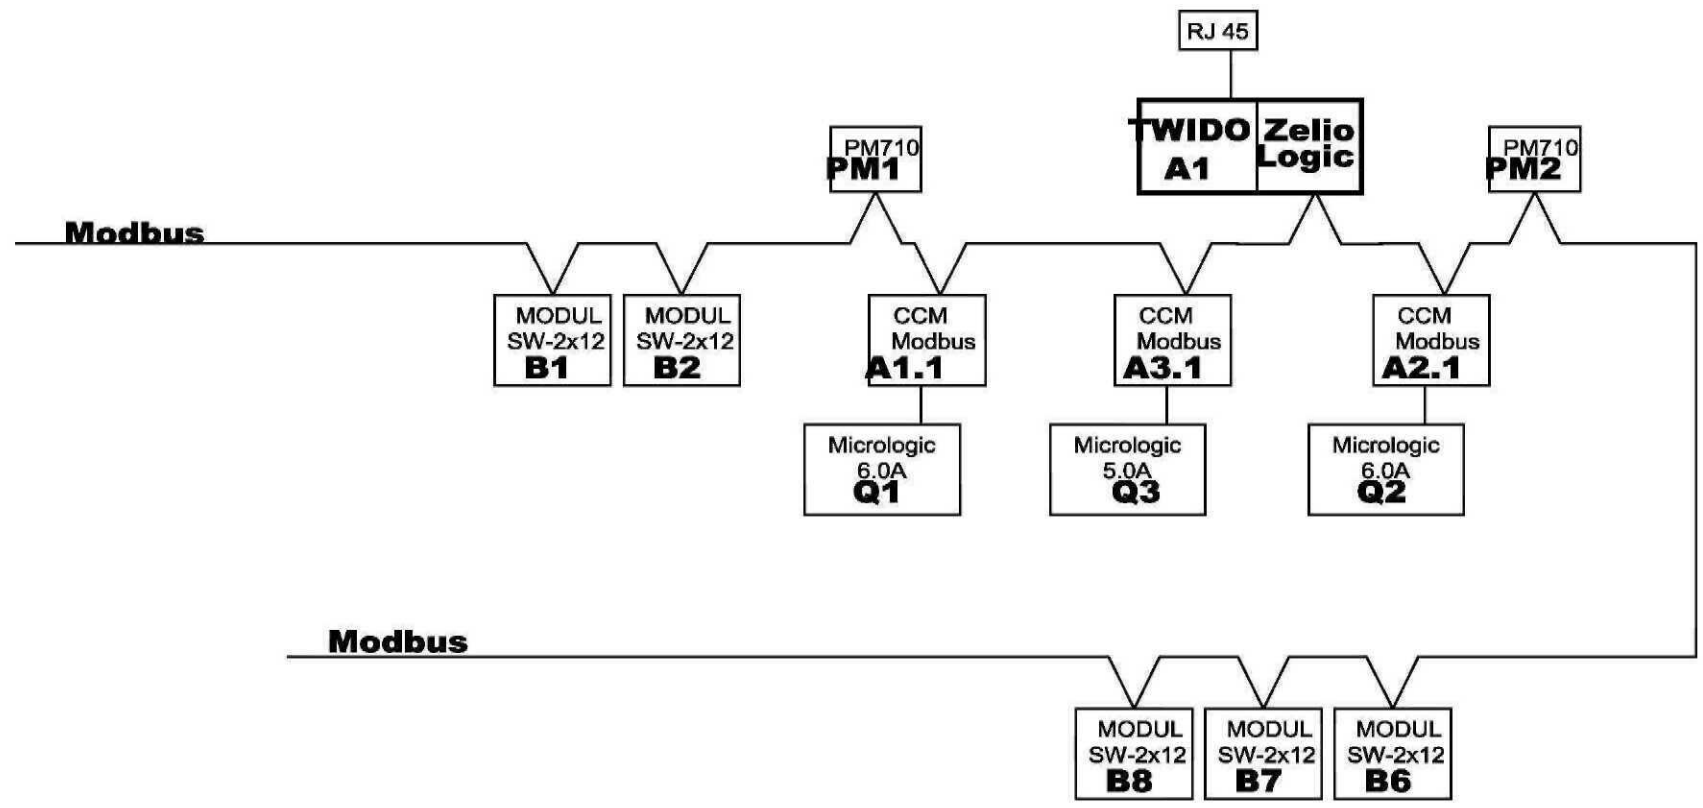 RJ 45
TWIDO
A1
Zelio
Logic
PM710
PM1
PM710
PM2
Modbus
MODUL
SW-2x12
B1
MODUL
SW-2x12
B2
CCM
Modbus
A1.1
CCM
Modbus
A3.1
CCM
Modbus
A2.1
Micrologic
6.0A
Q1
Micrologic
5.0A
Q3
Micrologic
6.0A
Q2
Modbus
MODUL
SW-2x12
B8
MODUL
SW-2x12
B7
MODUL
SW-2x12
B6